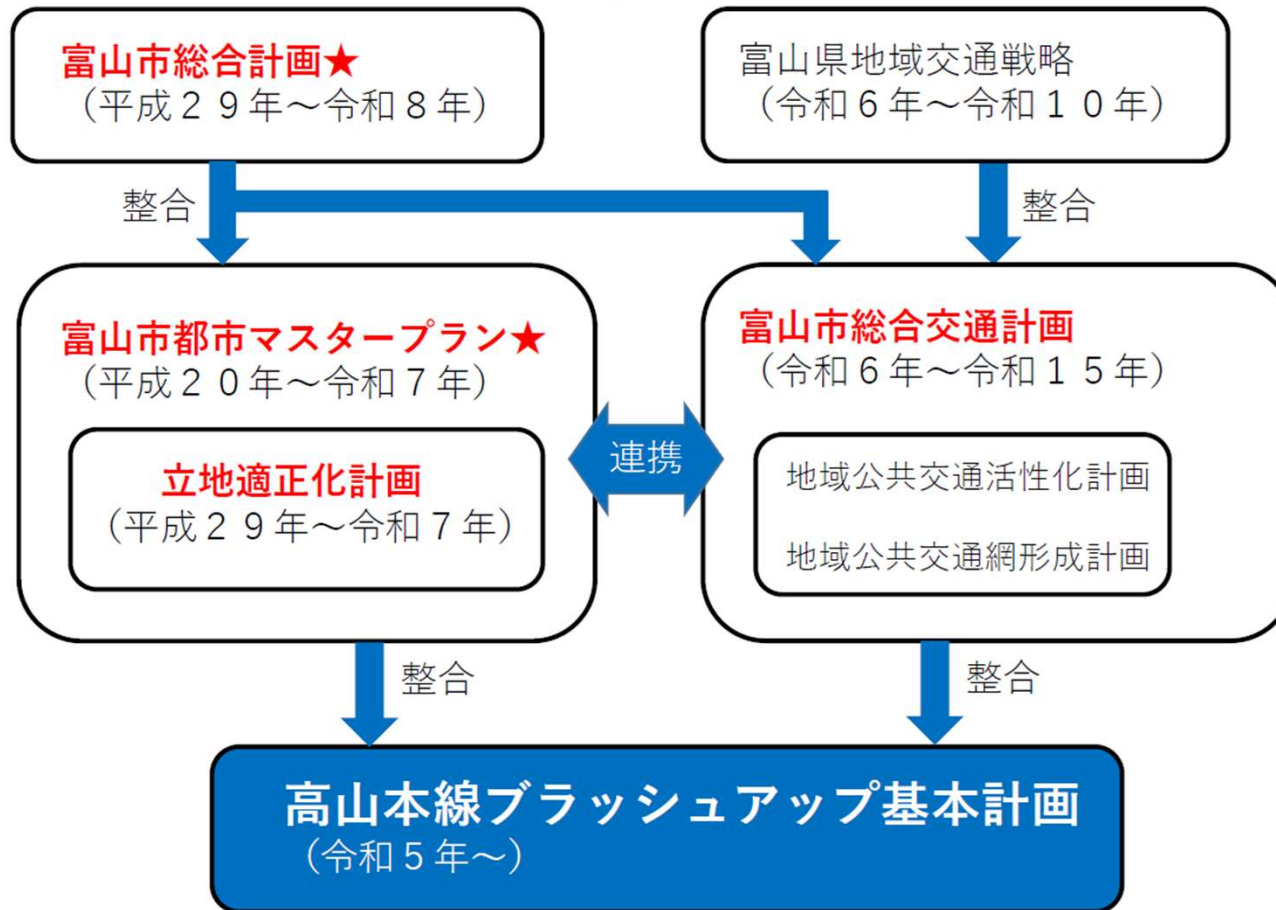 富山市総合計画★
（平成２９年～令和８年）
富山県地域交通戦略
（令和６年～令和１０年）
整合
整合
富山市都市マスタープラン★
（平成２０年～令和７年）
立地適正化計画
（平成２９年～令和７年）
連携
富山市総合交通計画
（令和６年～令和１５年）
地域公共交通活性化計画
地域公共交通網形成計画
整合
整合
高山本線ブラッシュアップ基本計画
（令和５年～）